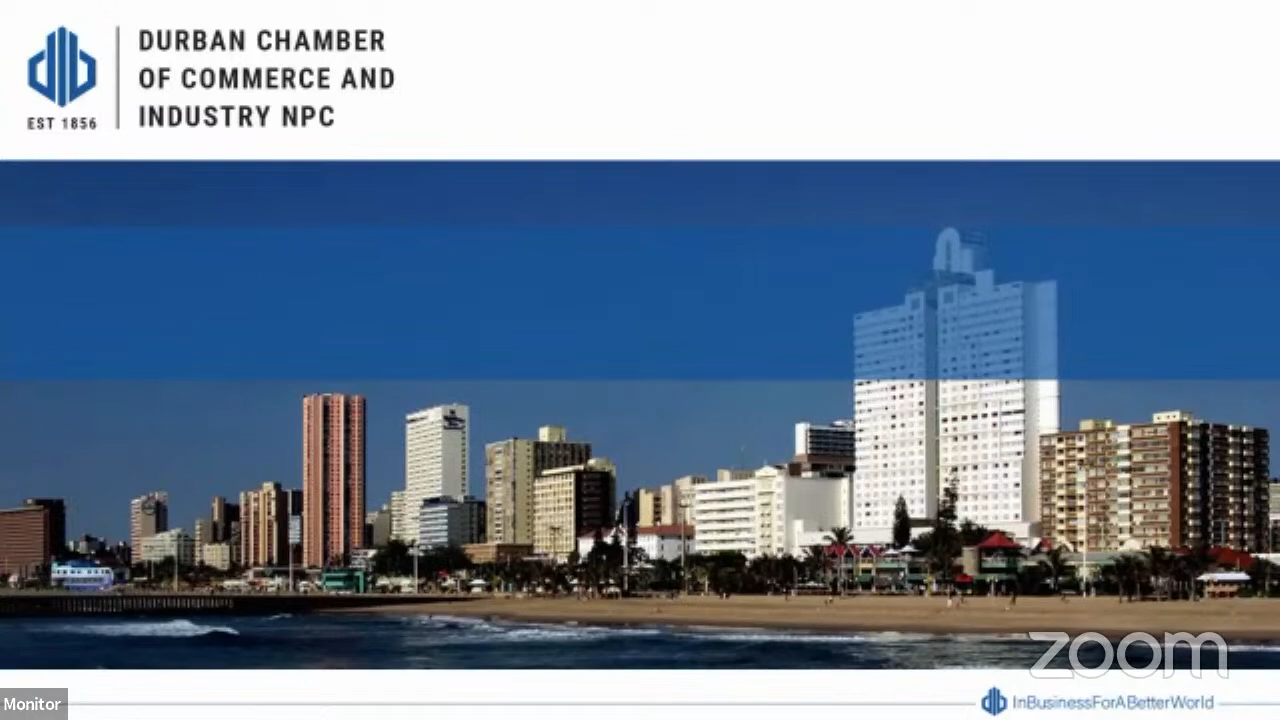 DURBAN CHAMBER
OF COMMERCE AND
INDUSTRY NPC
EST 1856
zoom
Monitor
InBusinessForABetterWorld